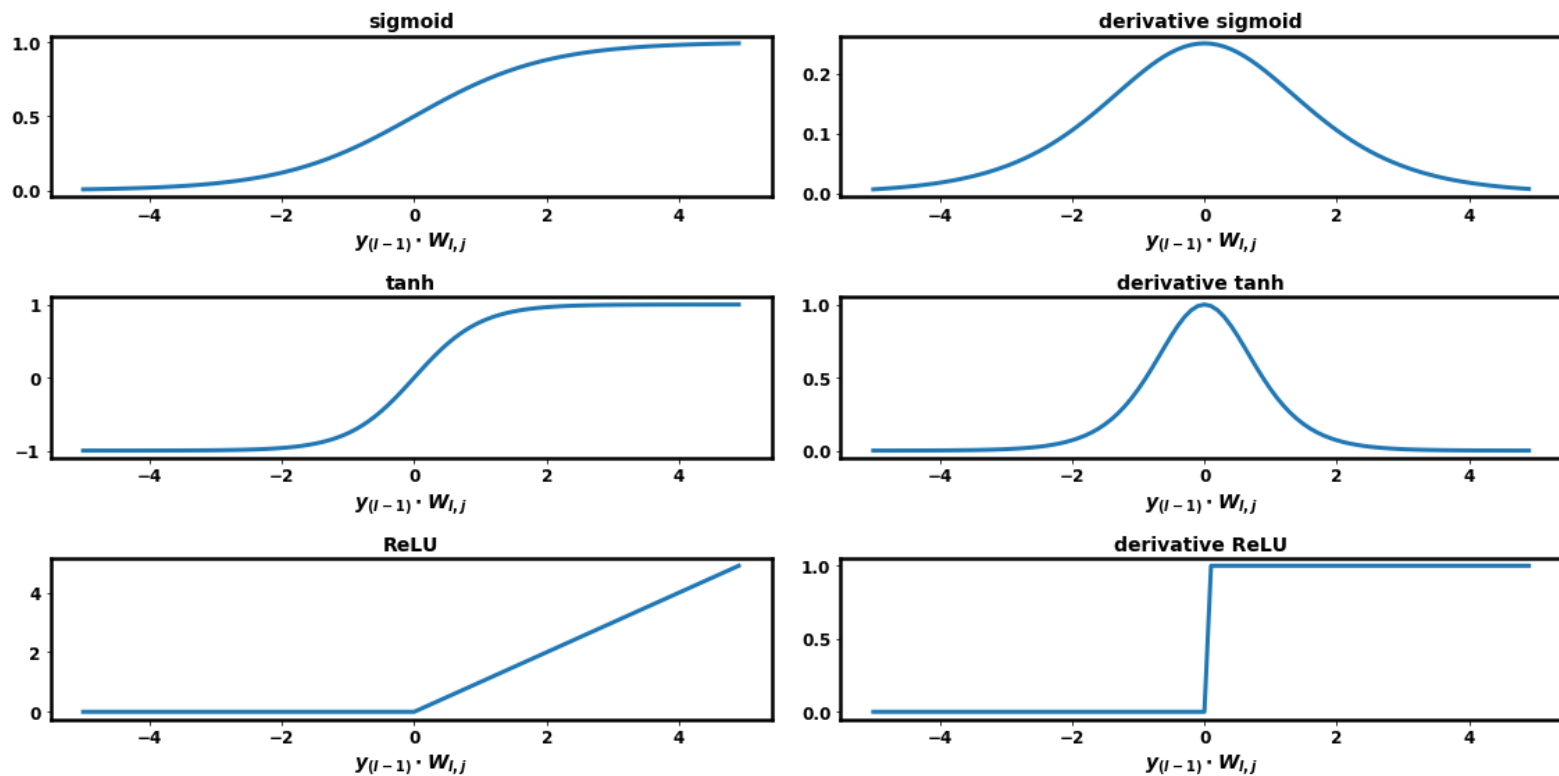 sigmoid
1.0
0.5
0.0
−4 −2 0 2 4
y(l − 1) · Wl, j
derivative sigmoid
0.2
0.1
0.0
−4 −2 0 2 4
y(l − 1) · Wl, j
tanh
1
0
−1
−4 −2 0 2 4
y(l − 1) · Wl, j
derivative tanh
1.0
0.5
0.0
−4 −2 0 2 4
y(l − 1) · Wl, j
ReLU
4
2
0
−4 −2 0 2 4
y(l − 1) · Wl, j
derivative ReLU
1.0
0.5
0.0
−4 −2 0 2 4
y(l − 1) · Wl, j